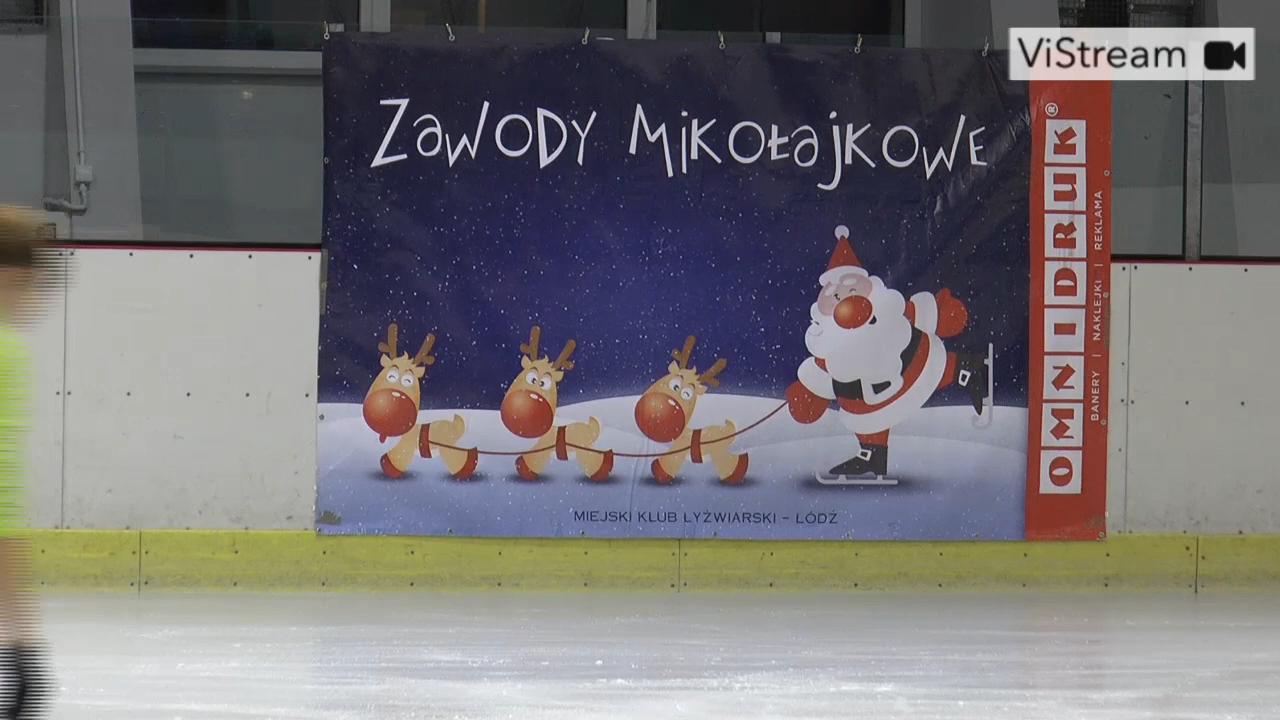 ViStream
ZAWODY MIKOŁAJKOWE
OMNIDRUK®
BANERY | NAKLEJKI | REKLAMA
MIEJSKI KLUB ŁYŻWIARSKI – ŁÓDŹ